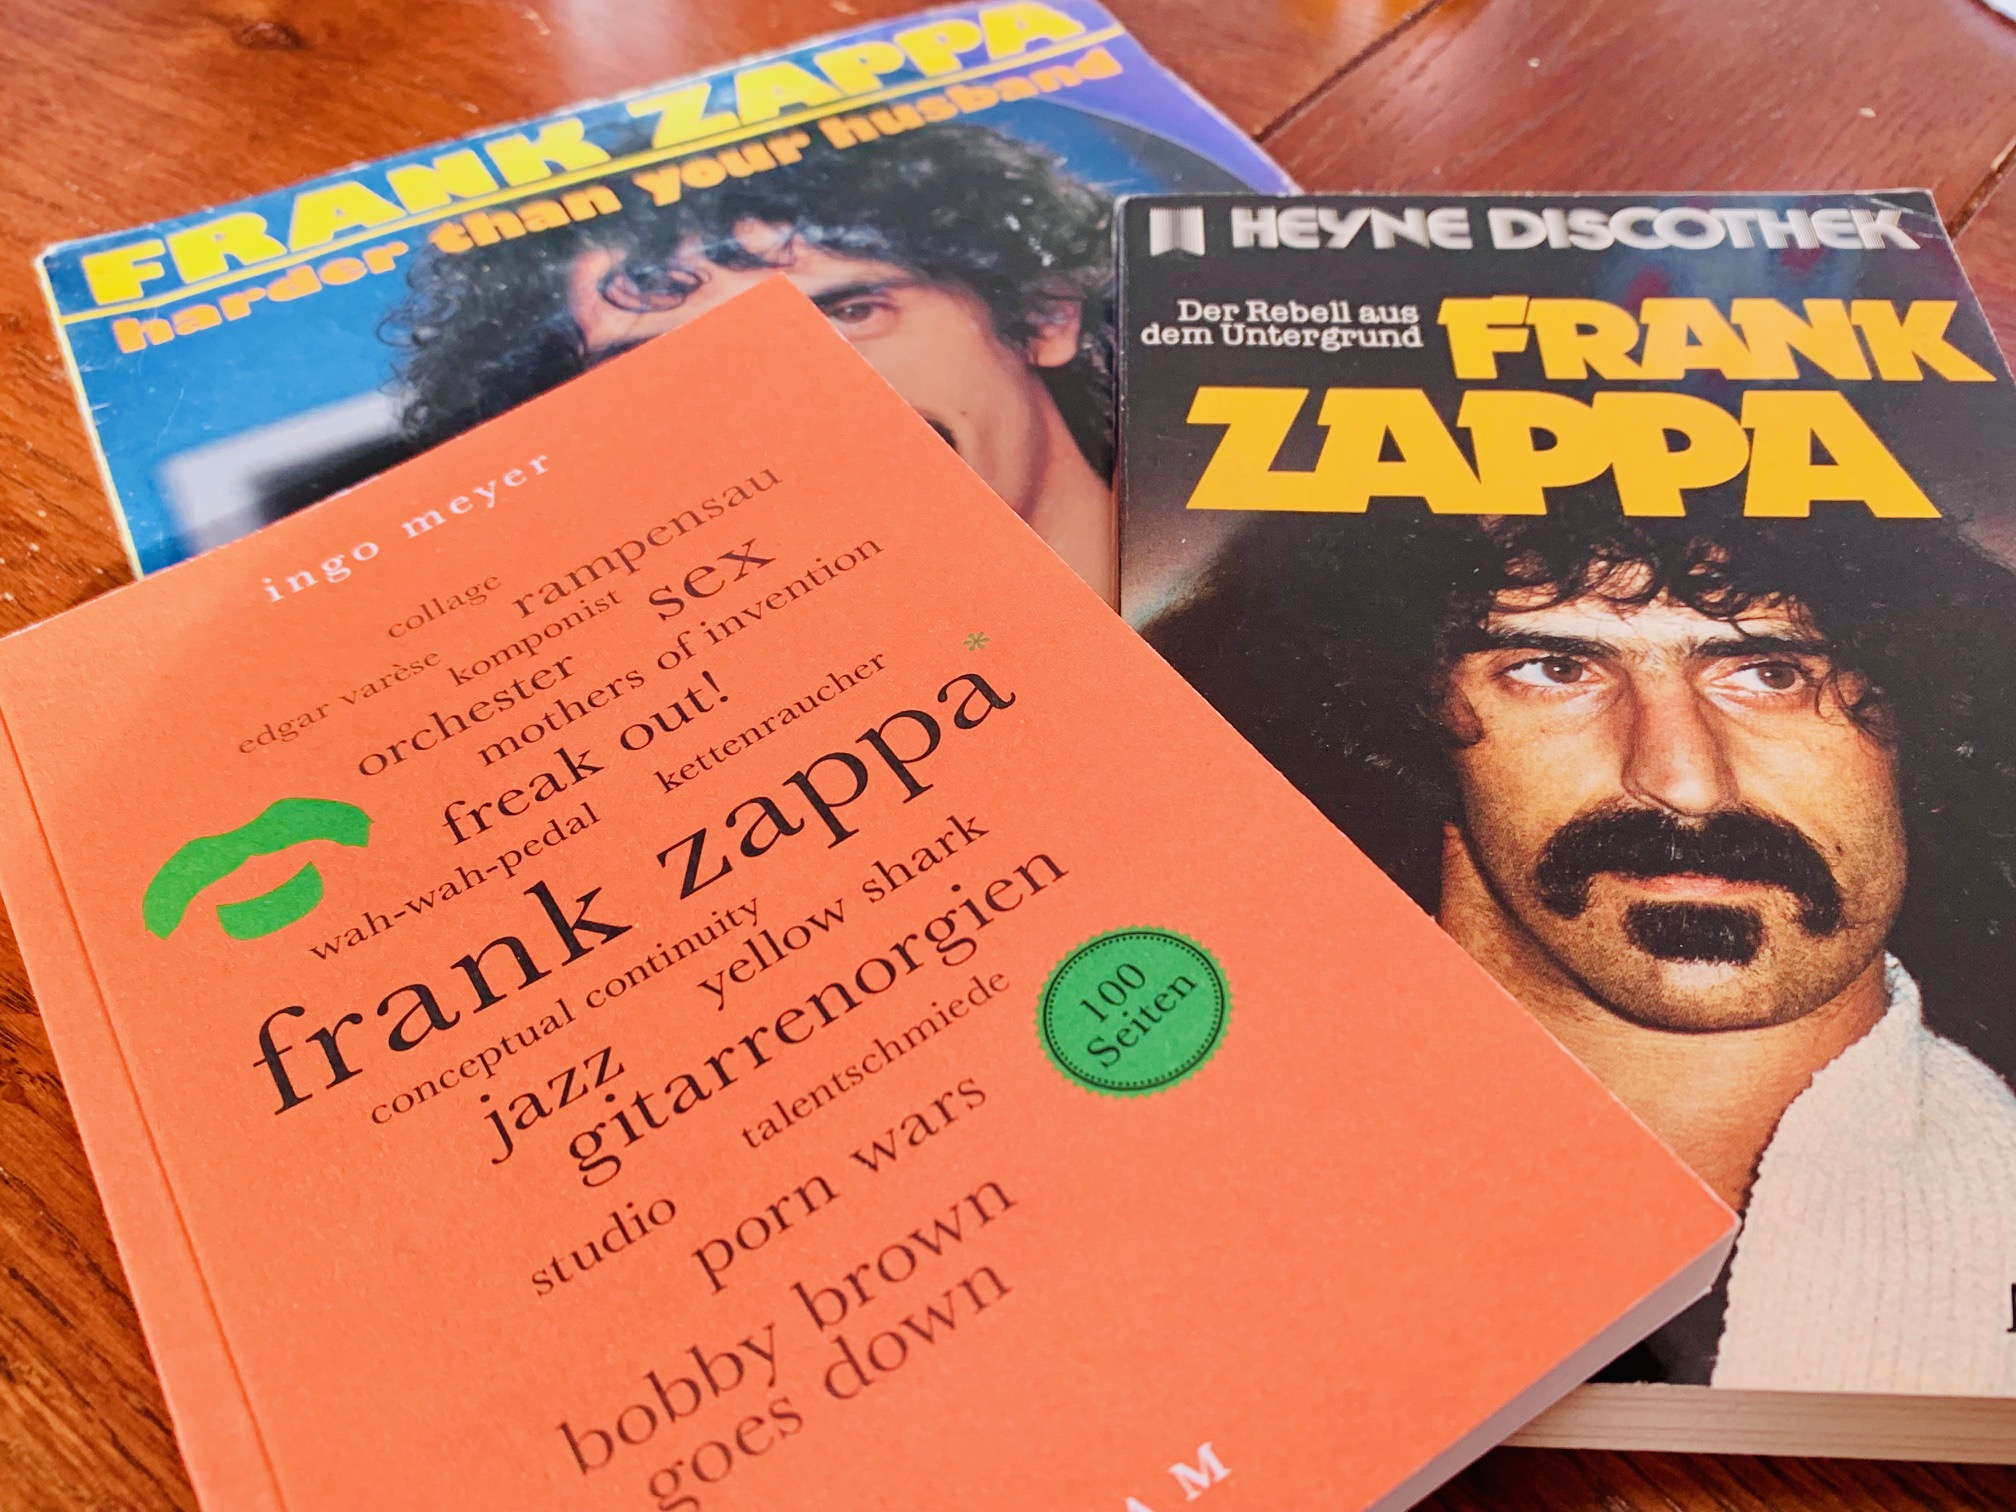 FRANK ZAPPA
harder than your husband
HEYNE DISCOTHEK
Der Rebell aus
dem Untergrund
FRANK
ZAPPA
ingo meyer
collage
rampensau
edgar varèse
komponist
sex
orchester
mothers of invention
freak out!
wah-wah-pedal
kettenraucher
frank zappa*
conceptual continuity
yellow shark
jazz
gitarrenorgien
talentschmiede
100
Seiten
studio
porn wars
bobby brown
goes down
A M